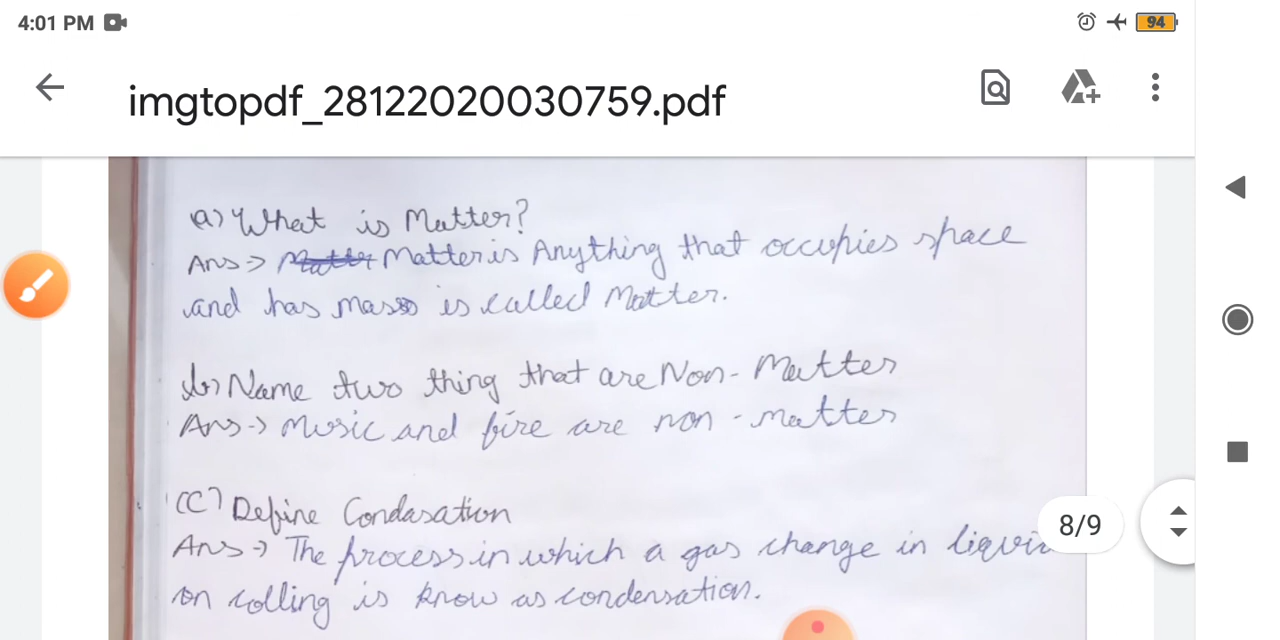 4:01 PM
94
imgtopdf_28122020030759.pdf
a) What is Matter?
Ans => Matter Matter is Anything that occupies space
and has mass is called Matter.
b) Name two thing that are Non - Matter
Ans -> Music and fire are non - matter
(C) Define Condasation
Ans -> The process in which a gas change in liquid
on colling is know as condensation.
8/9